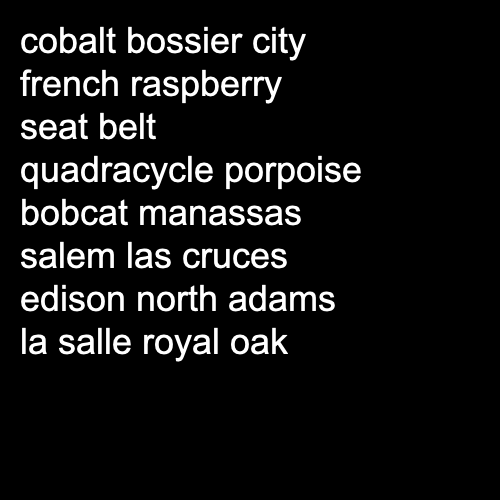 cobalt bossier city
french raspberry
seat belt
quadracycle porpoise
bobcat manassas
salem las cruces
edison north adams
la salle royal oak